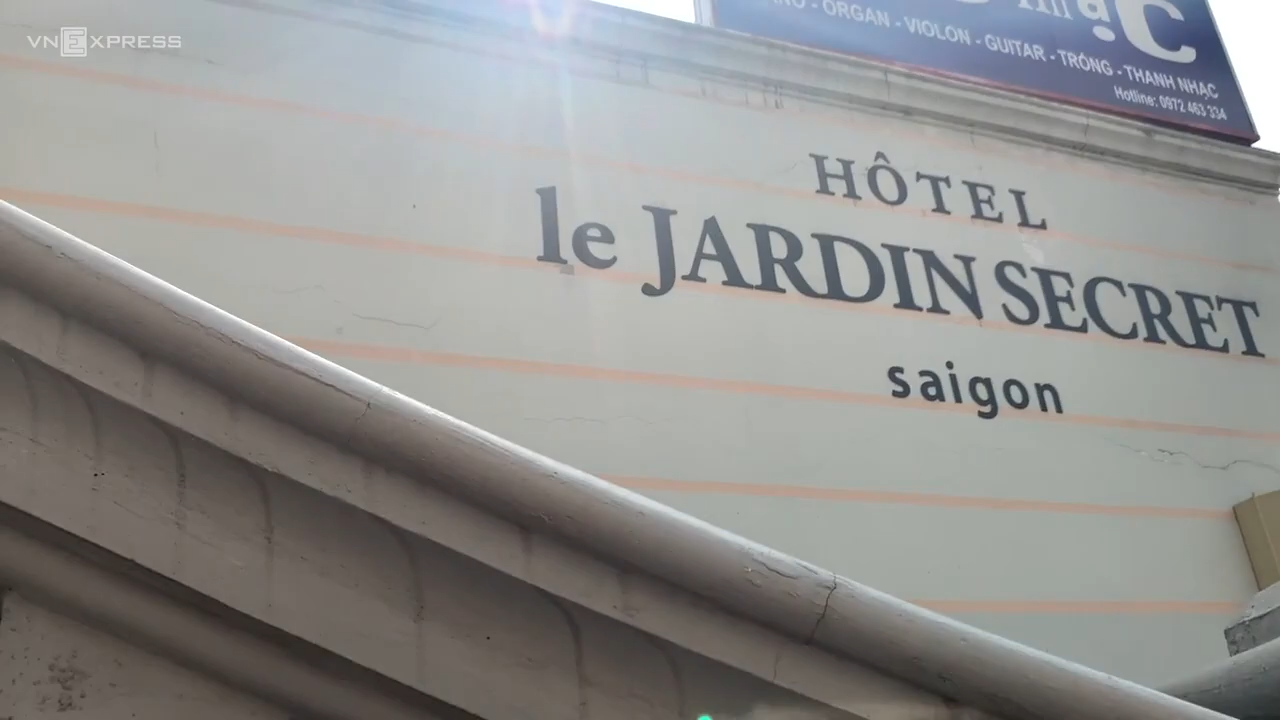 VNEXPRESS
- ORGAN - VIOLON - GUITAR - TRỐNG - THANH NHẠC
Hotline: 0972 463 334
HÔTEL
le JARDIN SECRET
saigon